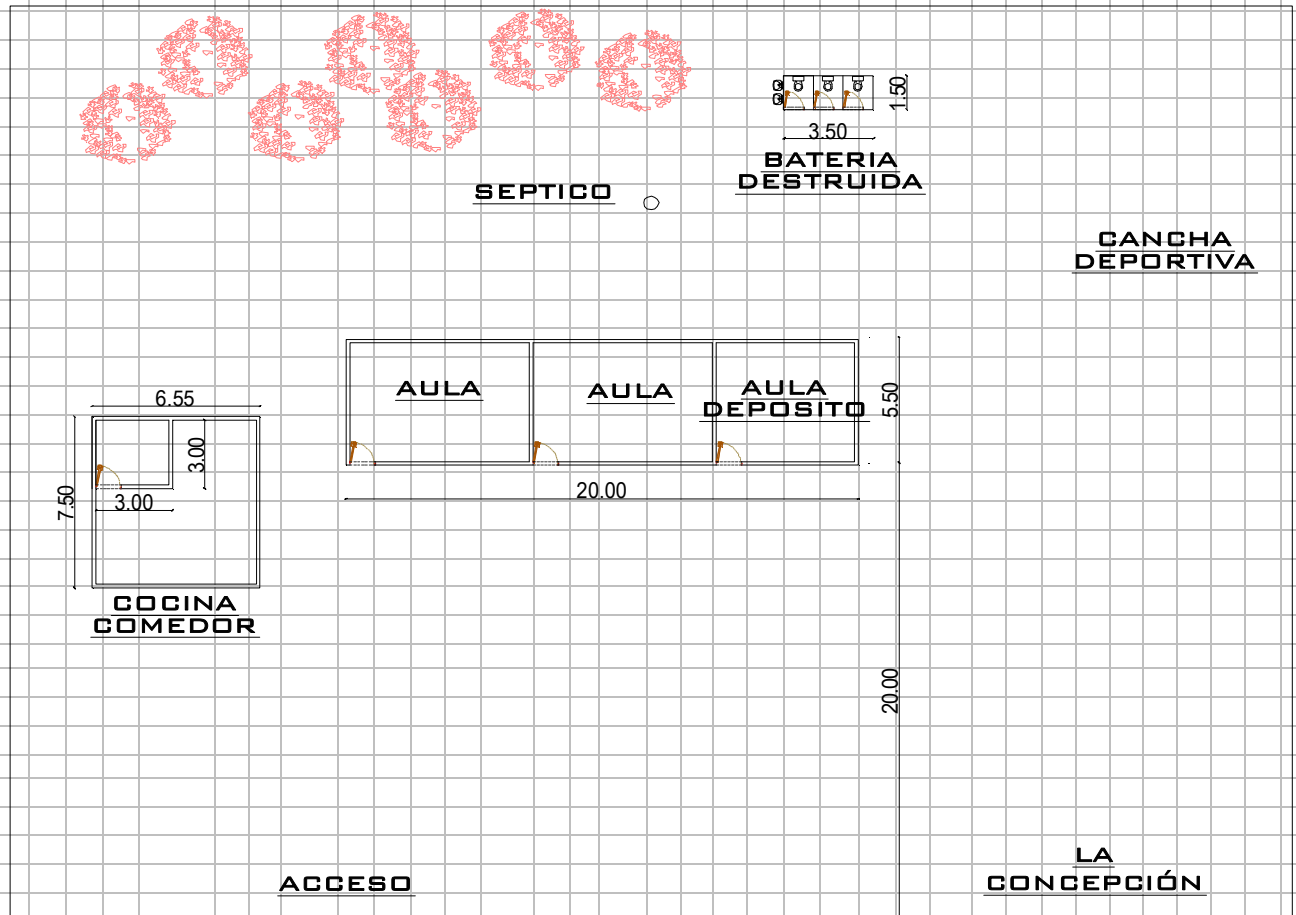 1.50
3.50
BATERIA
DESTRUIDA
SEPTICO
CANCHA
DEPORTIVA
AULA
AULA
AULA
DEPOSITO
5.50
6.55
3.00
3.00
7.50
20.00
COCINA
COMEDOR
20.00
ACCESO
LA
CONCEPCIÓN